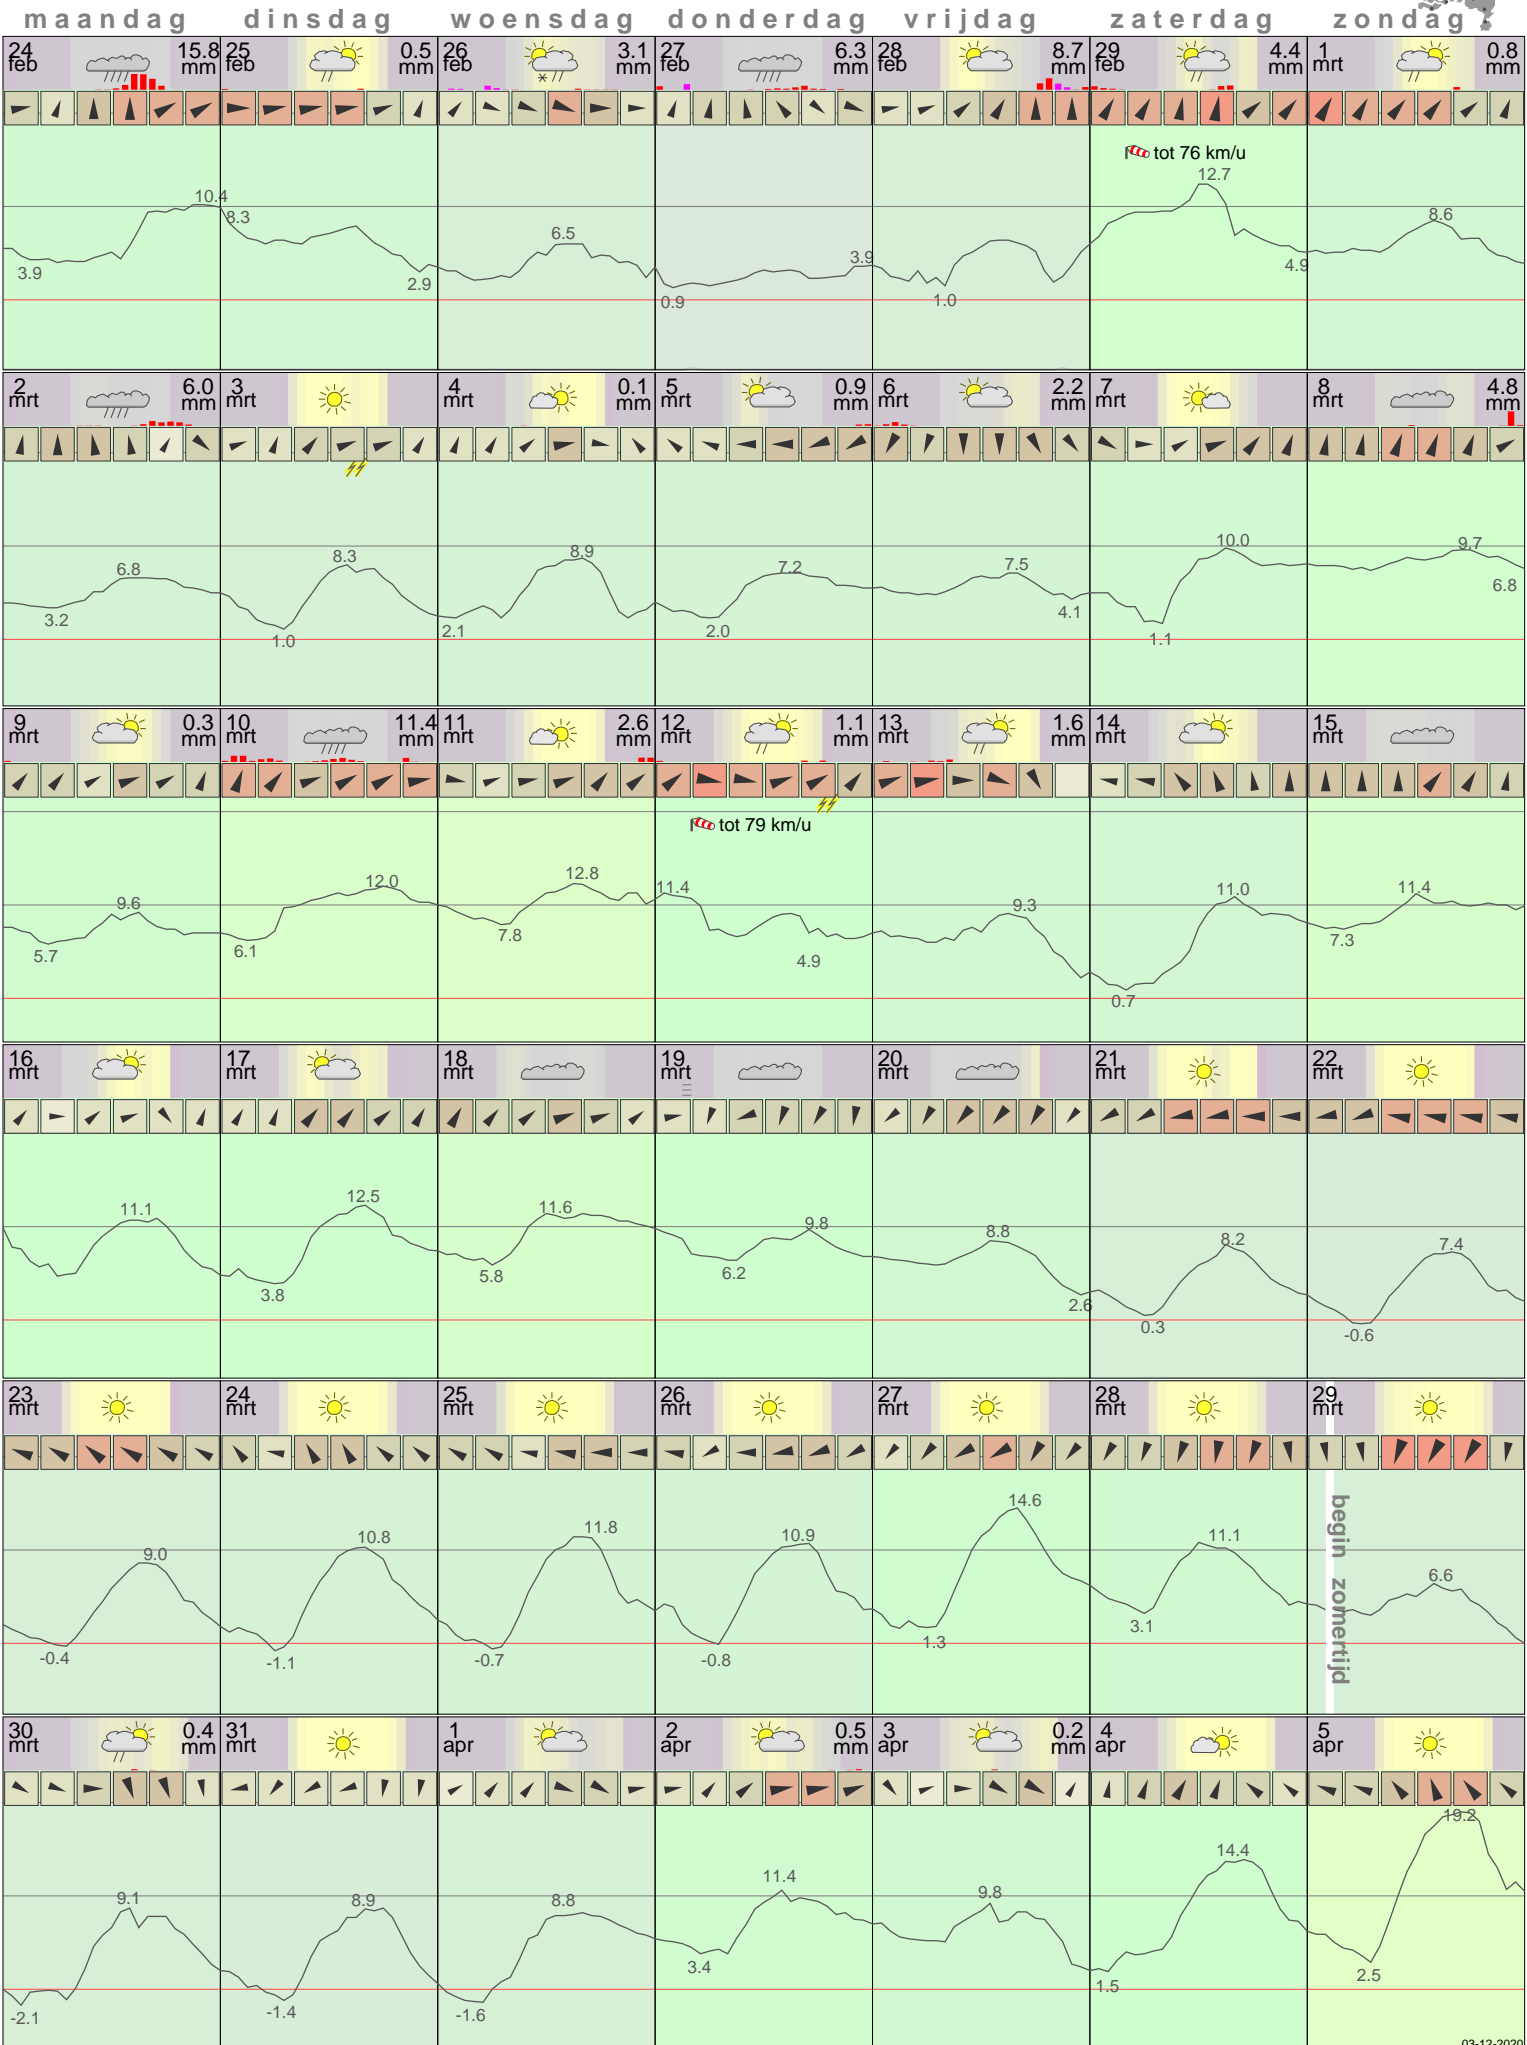 maandag dinsdag woensdag donderdag vrijdag zaterdag zondag
24 feb 15.8 mm 25 feb 0.5 mm 26 feb 3.1 mm 27 feb 6.3 mm 28 feb 8.7 mm 29 feb 4.4 mm 1 mrt 0.8 mm
tot 76 km/u
12.7
10.4
8.3 6.5 8.6
3.9 2.9 3.9 4.9
0.9 1.0
2 mrt 6.0 mm 3 mrt 4 mrt 0.1 mm 5 mrt 0.9 mm 6 mrt 2.2 mm 7 mrt 8 mrt 4.8 mm
6.8 8.3 8.9 7.2 7.5 10.0 9.7
3.2 1.0 2.1 2.0 4.1 1.1 6.8
9 mrt 0.3 mm 10 mrt 11.4 mm 11 mrt 2.6 mm 12 mrt 1.1 mm 13 mrt 1.6 mm 14 mrt 15 mrt
tot 79 km/u
9.6 12.0 12.8 11.4 9.3 11.0 11.4
5.7 6.1 7.8 4.9 0.7 7.3
16 mrt 17 mrt 18 mrt 19 mrt 20 mrt 21 mrt 22 mrt
11.1 12.5 11.6 9.8 8.8 8.2 7.4
3.8 5.8 6.2 2.6 0.3 -0.6
23 mrt 24 mrt 25 mrt 26 mrt 27 mrt 28 mrt 29 mrt
9.0 10.8 11.8 10.9 14.6 11.1 6.6
-0.4 -1.1 -0.7 -0.8 1.3 3.1
begin zomertijd
30 mrt 0.4 mm 31 mrt 1 apr 2 apr 0.5 mm 3 apr 0.2 mm 4 apr 5 apr
9.1 8.9 8.8 11.4 9.8 14.4 19.2
-2.1 -1.4 -1.6 3.4 1.5 2.5
03-12-2020